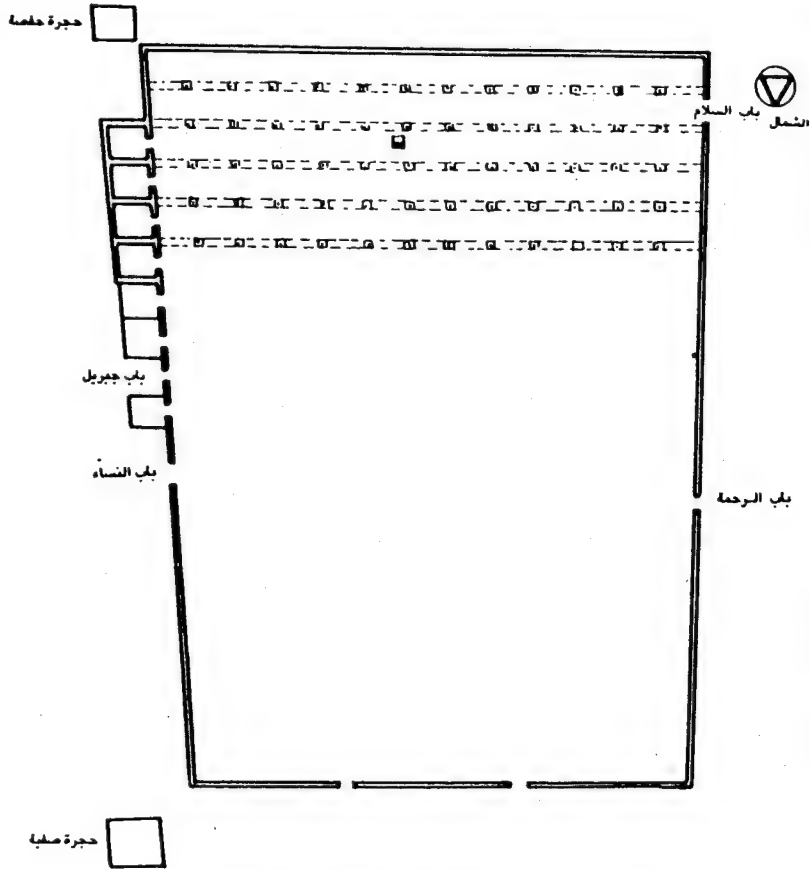 حجرة حفصة
باب السلام
الشمال
باب جبريل
باب النساء
باب الرحمة
حجرة صفية